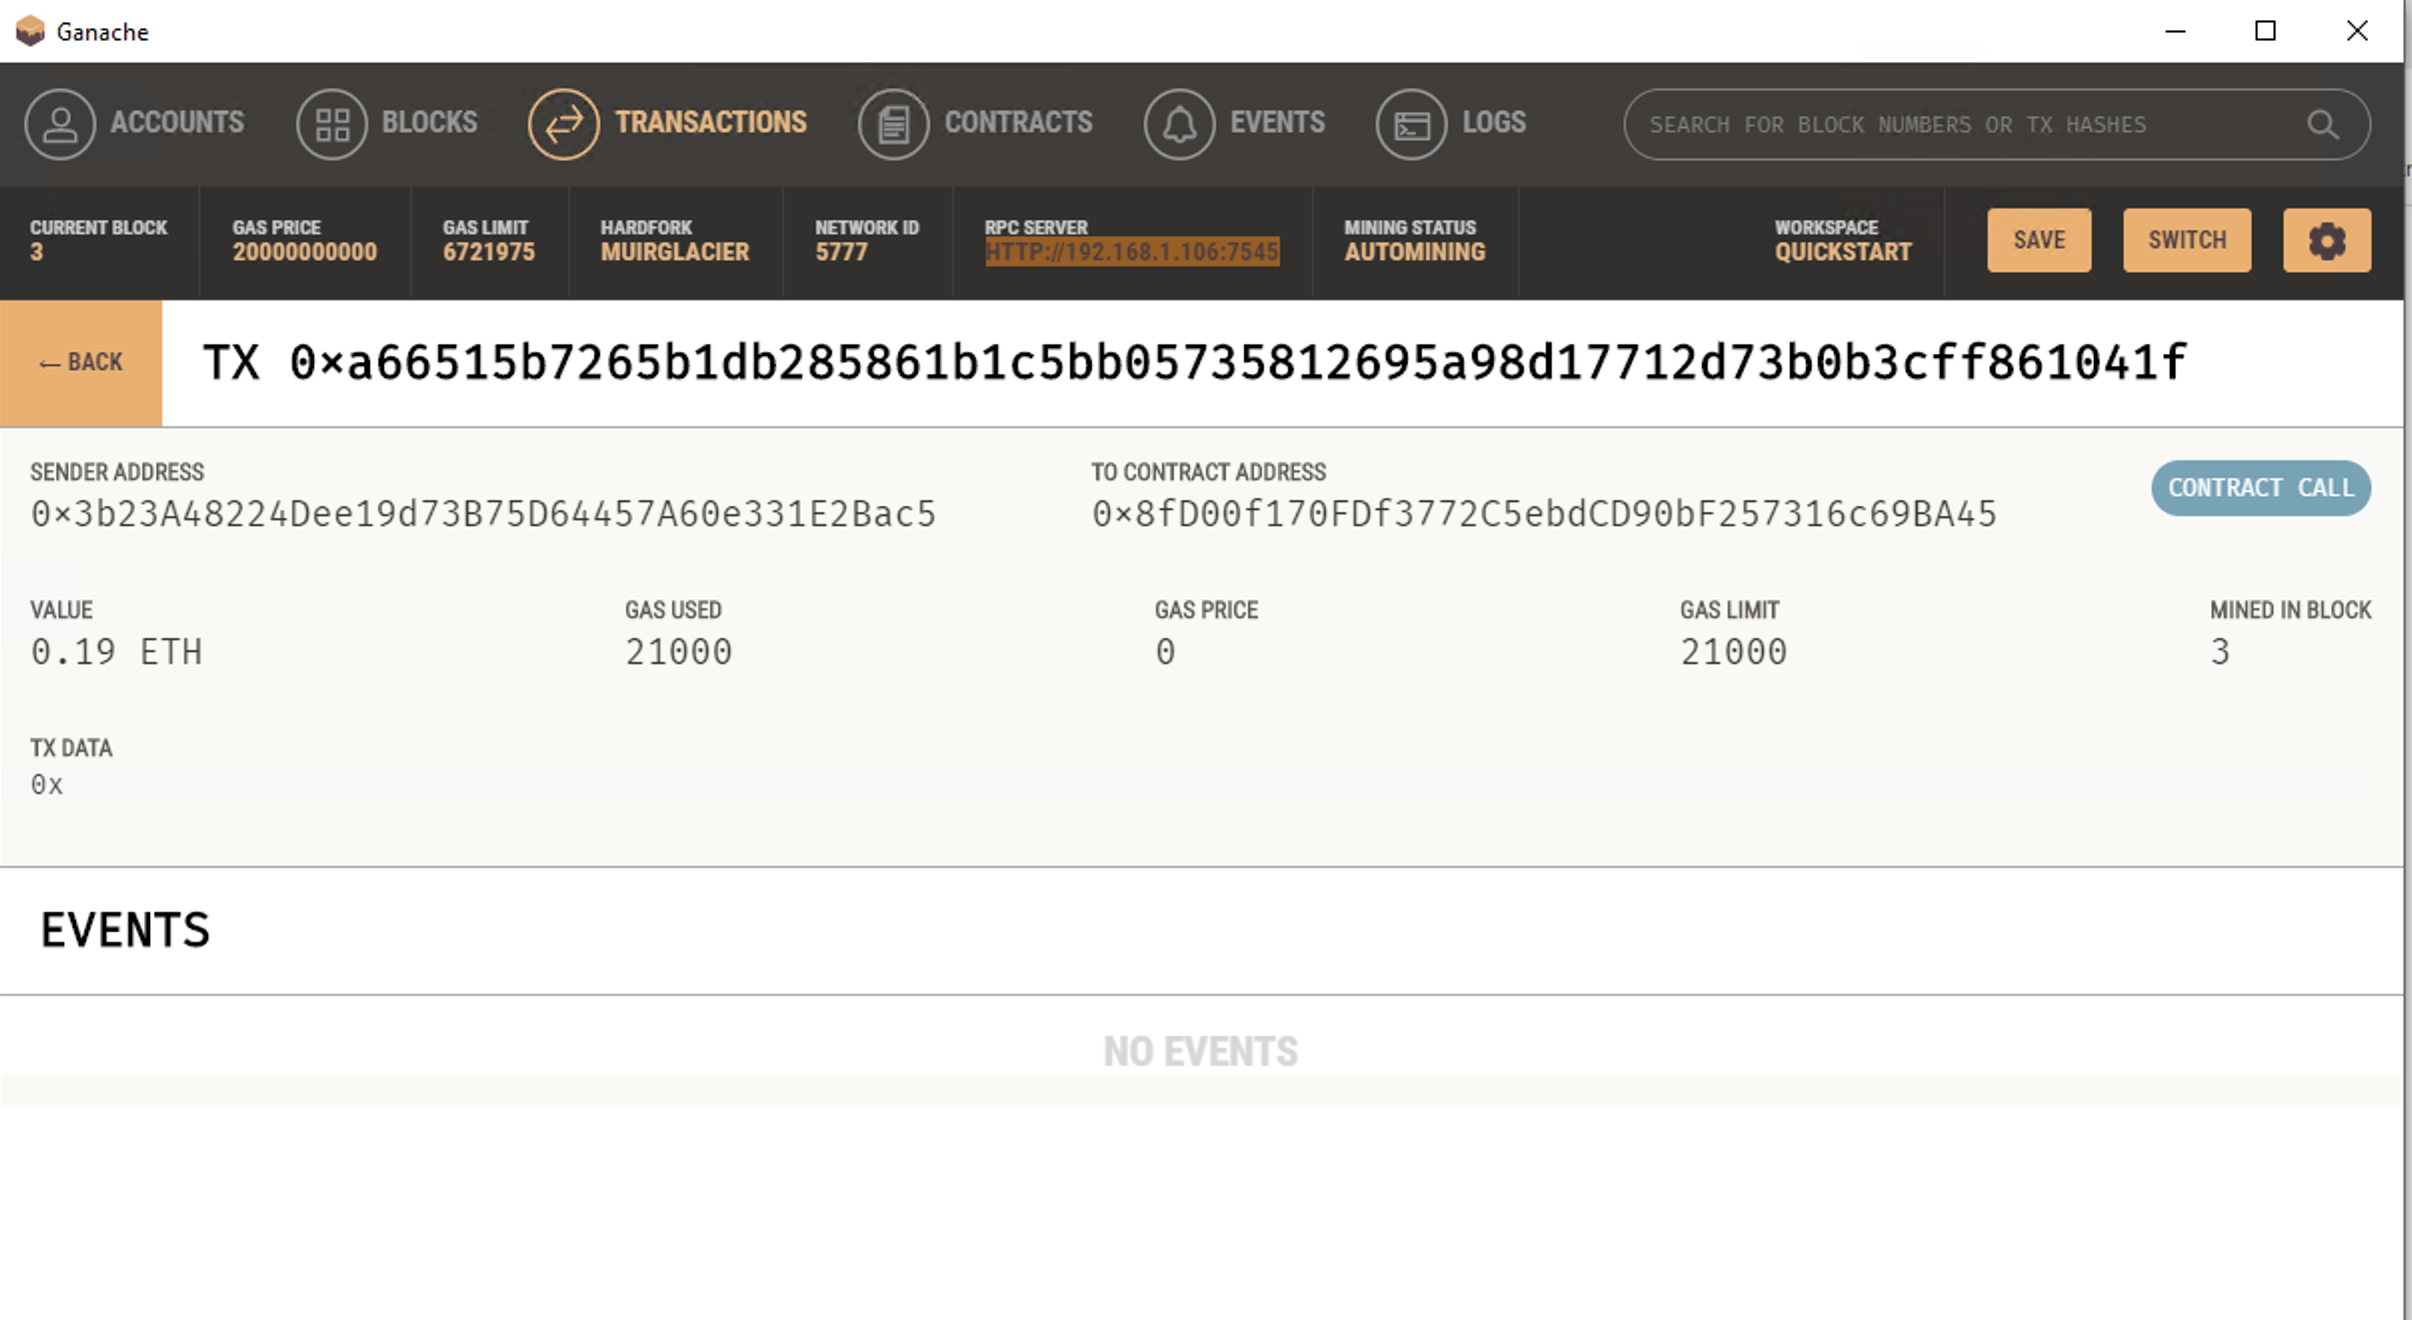 Ganache
ACCOUNTS BLOCKS TRANSACTIONS CONTRACTS EVENTS LOGS SEARCH FOR BLOCK NUMBERS OR TX HASHES
CURRENT BLOCK GAS PRICE GAS LIMIT HARDFORK NETWORK ID RPC SERVER MINING STATUS WORKSPACE
3 20000000000 6721975 MUIRGLACIER 5777 HTTP://192.168.1.106:7545 AUTOMINING QUICKSTART SAVE SWITCH
← BACK TX 0×a66515b7265b1db285861b1c5bb05735812695a98d17712d73b0b3cff861041f
SENDER ADDRESS TO CONTRACT ADDRESS
0×3b23A48224Dee19d73B75D64457A60e331E2Bac5 0×8fD00f170FDf3772C5ebdCD90bF257316c69BA45 CONTRACT CALL
VALUE GAS USED GAS PRICE GAS LIMIT MINED IN BLOCK
0.19 ETH 21000 0 21000 3
TX DATA
0x
EVENTS
NO EVENTS